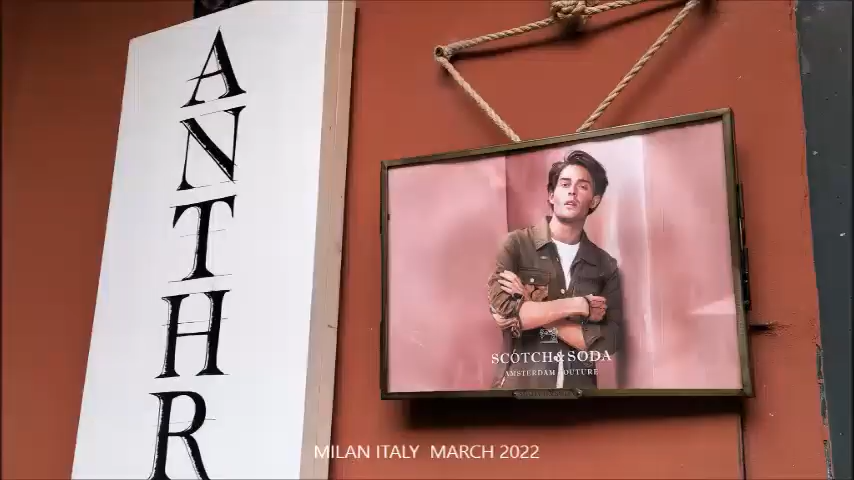 ANTHR
SCOTCH & SODA
AMSTERDAM COUTURE
MILAN ITALY  MARCH 2022